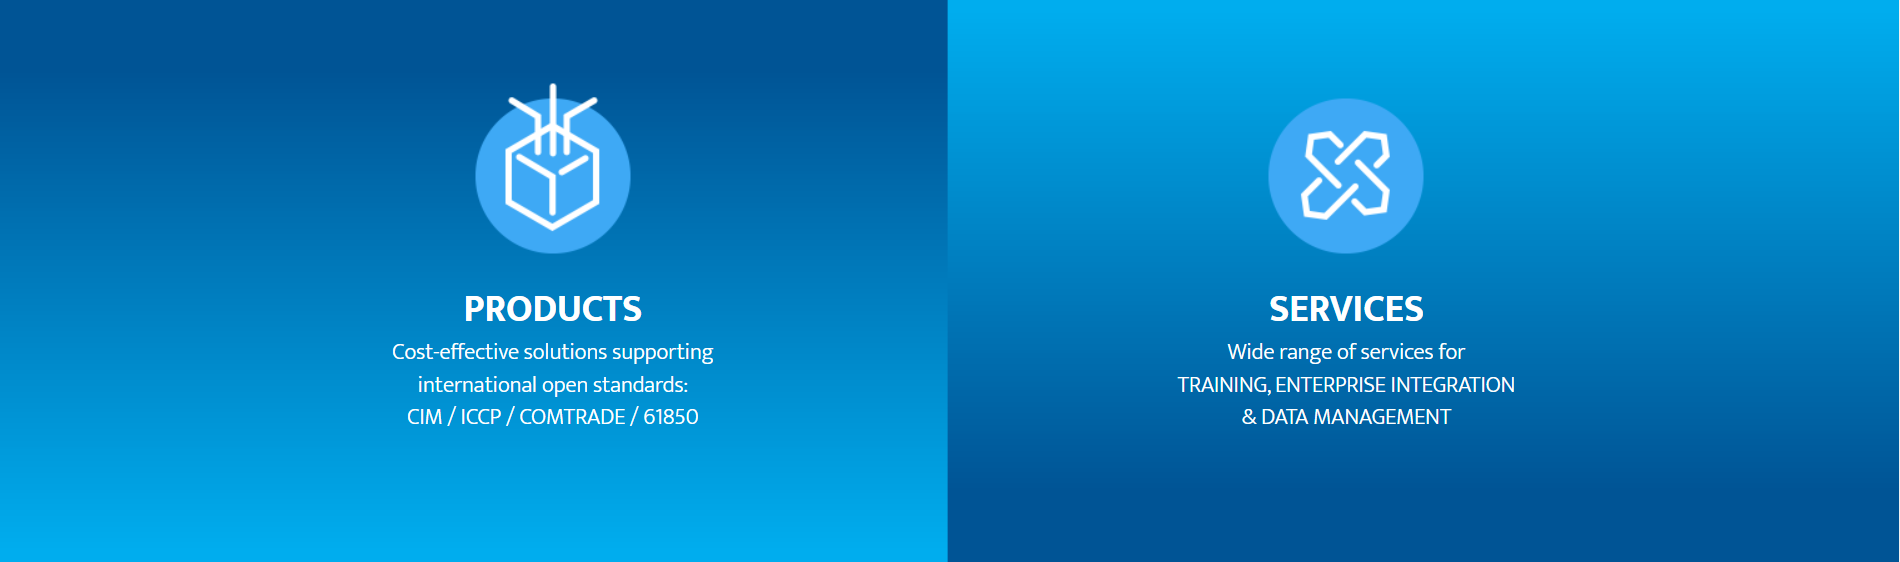 PRODUCTS
Cost-effective solutions supporting
international open standards:
CIM / ICCP / COMTRADE / 61850
SERVICES
Wide range of services for
TRAINING, ENTERPRISE INTEGRATION
& DATA MANAGEMENT